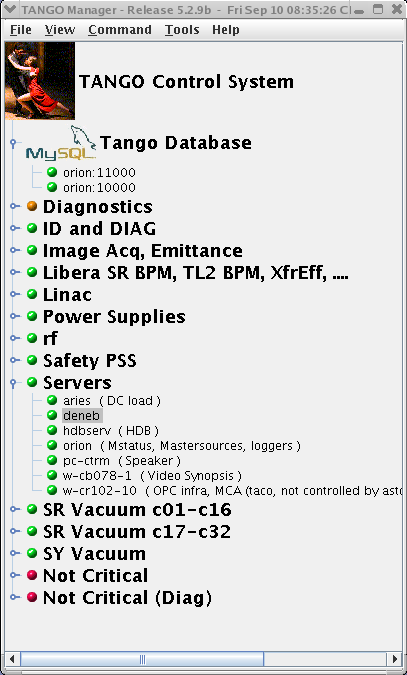 TANGO Manager - Release 5.2.9b - Fri Sep 10 08:35:26 CE
File View Command Tools Help
TANGO Control System
MySQL Tango Database
orion:11000
orion:10000
Diagnostics
ID and DIAG
Image Acq, Emittance
Libera SR BPM, TL2 BPM, XfrEff, ....
Linac
Power Supplies
rf
Safety PSS
Servers
aries ( DC load )
deneb
hdbserv ( HDB )
orion ( Mstatus, Mastersources, loggers )
pc-ctrm ( Speaker )
w-cb078-1 ( Video Synopsis )
w-cr102-10 ( OPC infra, MCA (taco, not controlled by asto
SR Vacuum c01-c16
SR Vacuum c17-c32
SY Vacuum
Not Critical
Not Critical (Diag)